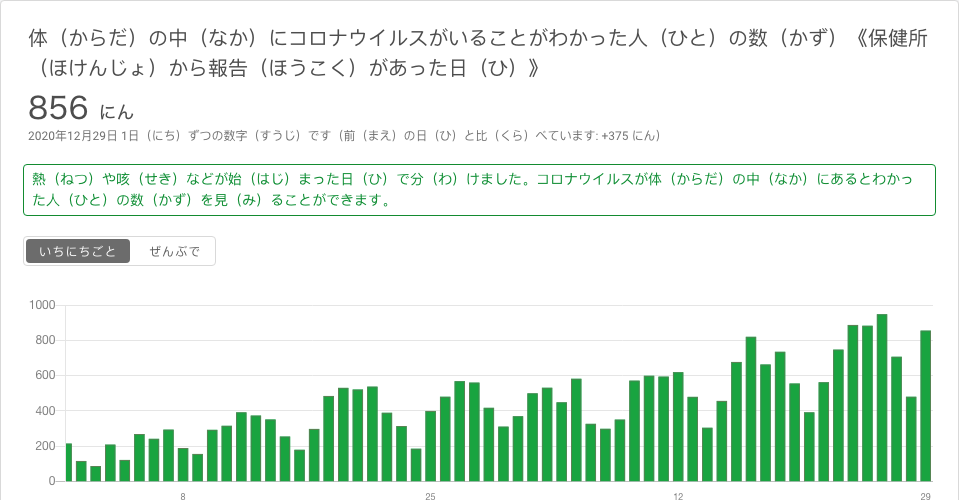 体（からだ）の中（なか）にコロナウイルスがいることがわかった人（ひと）の数（かず）《保健所
（ほけんじょ）から報告（ほうこく）があった日（ひ）》
856 にん
2020年12月29日 1日（にち）ずつの数字（すうじ）です（前（まえ）の日（ひ）と比（くら）べています: +375 にん）
熱（ねつ）や咳（せき）などが始（はじ）まった日（ひ）で分（わ）けました。コロナウイルスが体（からだ）の中（なか）にあるとわかっ
た人（ひと）の数（かず）を見（み）ることができます。
いちにちごと ぜんぶで
1000
800
600
400
200
0
8 25 12 29